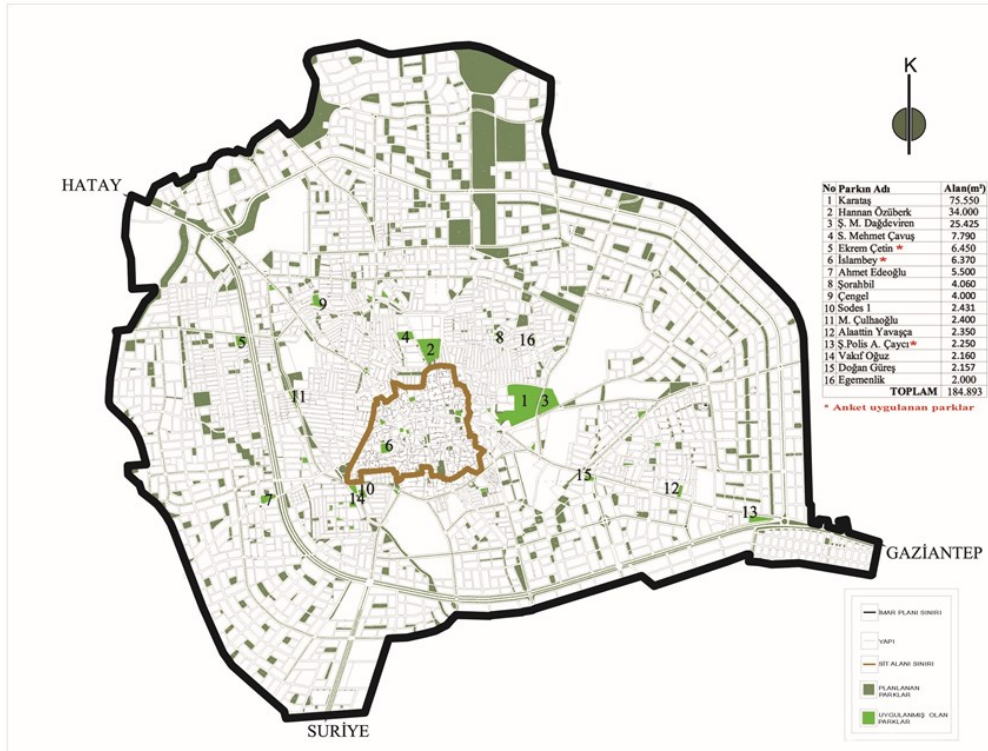 K
HATAY
No Parkın Adı Alan(m²)
1 Karataş 75.550
2 Hannan Özüberk 34.000
3 Ş. M. Dağdeviren 25.425
4 S. Mehmet Çavuş 7.790
5 Ekrem Çetin * 6.450
6 İslambey * 6.370
7 Ahmet Edeoğlu 5.500
8 Şorahbil 4.060
9 Çengel 4.000
10 Sodes 1 2.431
11 M. Çulhaoğlu 2.400
12 Alaattin Yavaşça 2.350
13 Ş.Polis A. Çaycı * 2.250
14 Vakıf Oğuz 2.160
15 Doğan Güreş 2.157
16 Egemenlik 2.000
TOPLAM 184.893
* Anket uygulanan parklar
9
5
4
2
8
16
11
1
3
6
10
14
7
15
12
13
GAZİANTEP
SURİYE
İMAR PLANI SINIRI
YAPI
SİT ALANI SINIRI
PLANLANAN
PARKLAR
UYGULANMIŞ OLAN
PARKLAR